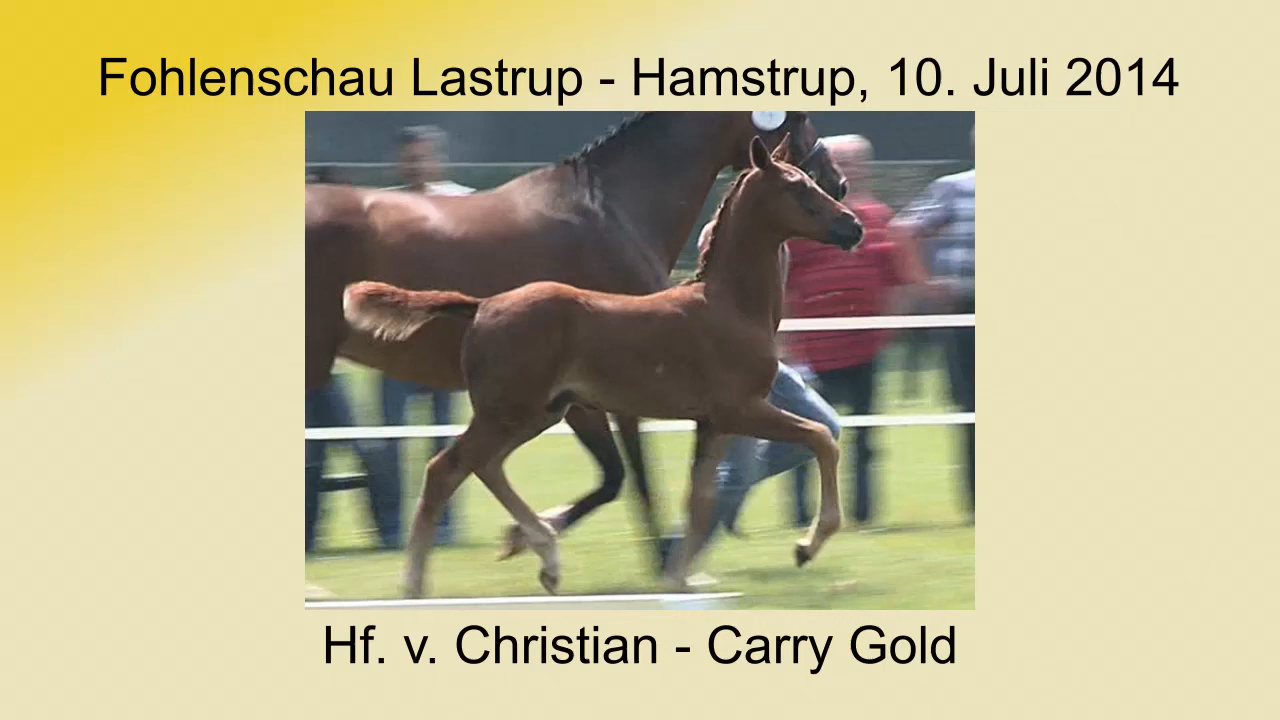 Fohlenschau Lastrup - Hamstrup, 10. Juli 2014
Hf. v. Christian - Carry Gold